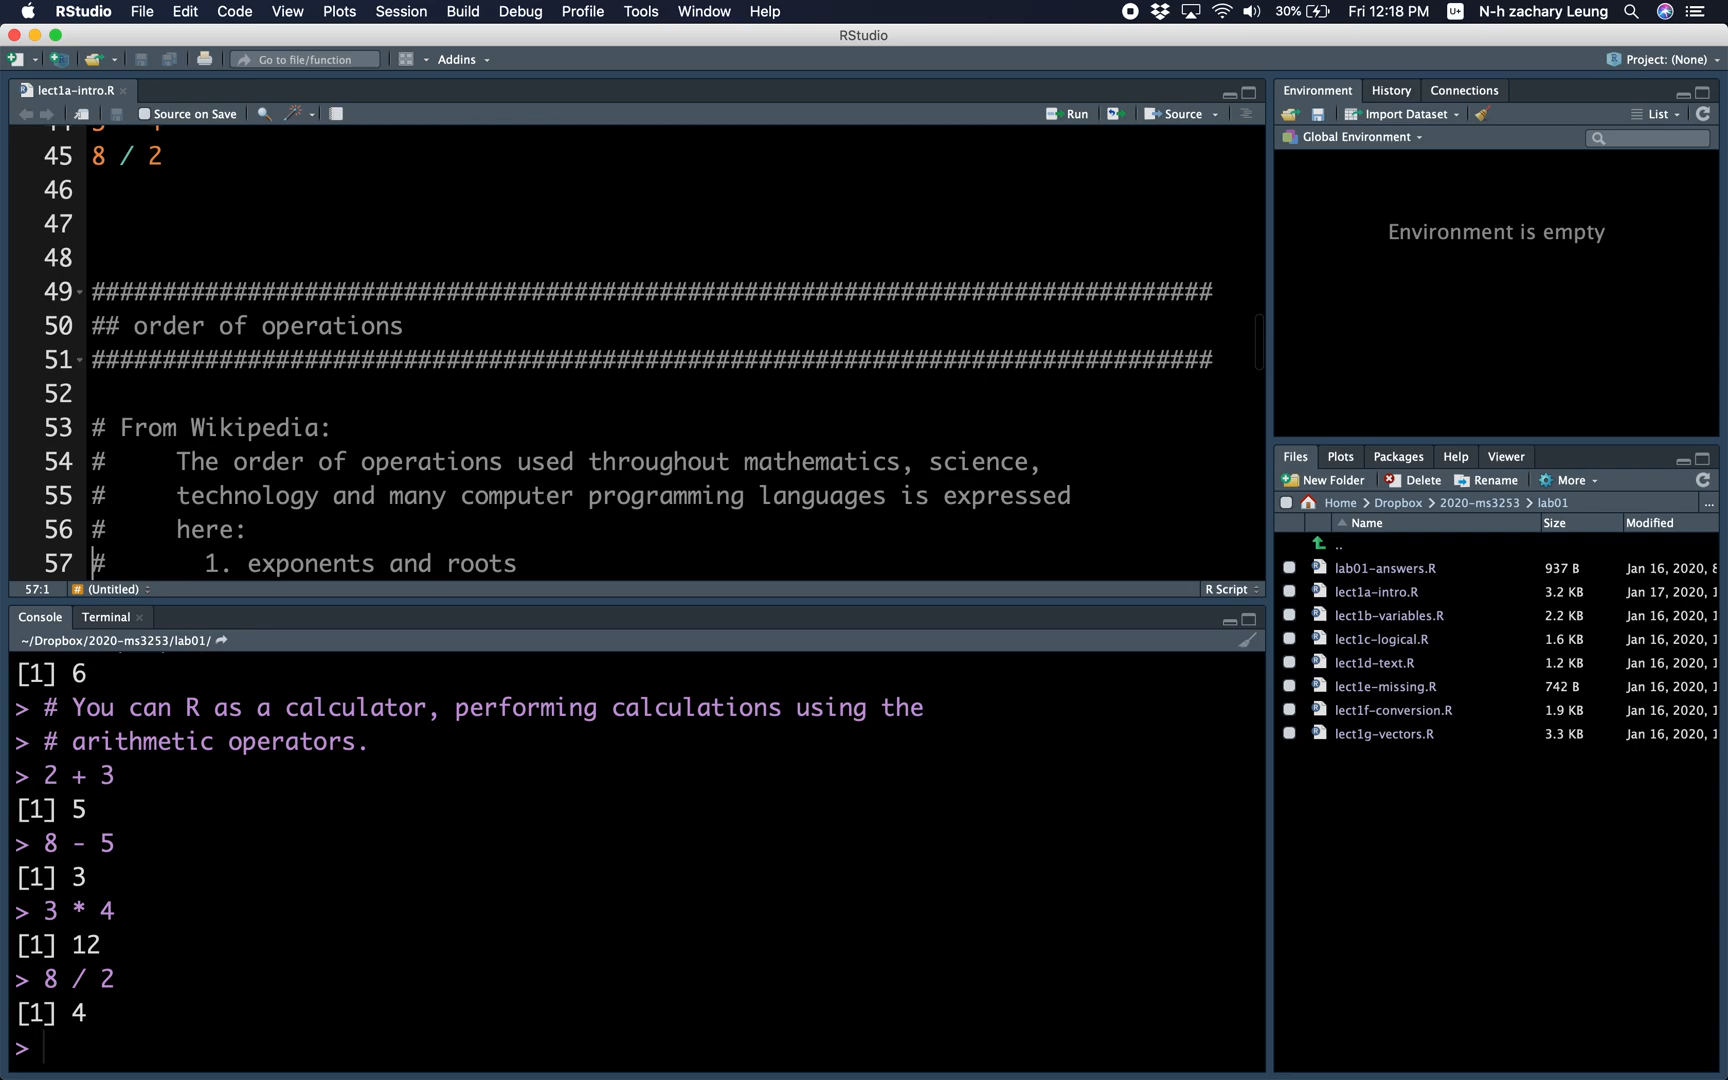 RStudio File Edit Code View Plots Session Build Debug Profile Tools Window Help 30% Fri 12:18 PM U+ N-h zachary Leung
RStudio
Go to file/function Addins Project: (None)
lect1a-intro.R
Source on Save Run Source
45 8 / 2
46
47
48
49 ###############################################################################
50 ## order of operations
51 ###############################################################################
52
53 # From Wikipedia:
54 # The order of operations used throughout mathematics, science,
55 # technology and many computer programming languages is expressed
56 # here:
57 # 1. exponents and roots
57:1 # (Untitled) R Script
Console Terminal
~/Dropbox/2020-ms3253/lab01/
[1] 6
> # You can R as a calculator, performing calculations using the
> # arithmetic operators.
> 2 + 3
[1] 5
> 8 - 5
[1] 3
> 3 * 4
[1] 12
> 8 / 2
[1] 4
>
Environment History Connections
Import Dataset List
Global Environment
Environment is empty
Files Plots Packages Help Viewer
New Folder Delete Rename More
Home > Dropbox > 2020-ms3253 > lab01 ...
Name Size Modified
..
lab01-answers.R 937 B Jan 16, 2020,
lect1a-intro.R 3.2 KB Jan 17, 2020,
lect1b-variables.R 2.2 KB Jan 16, 2020,
lect1c-logical.R 1.6 KB Jan 16, 2020,
lect1d-text.R 1.2 KB Jan 16, 2020,
lect1e-missing.R 742 B Jan 16, 2020,
lect1f-conversion.R 1.9 KB Jan 16, 2020,
lect1g-vectors.R 3.3 KB Jan 16, 2020,